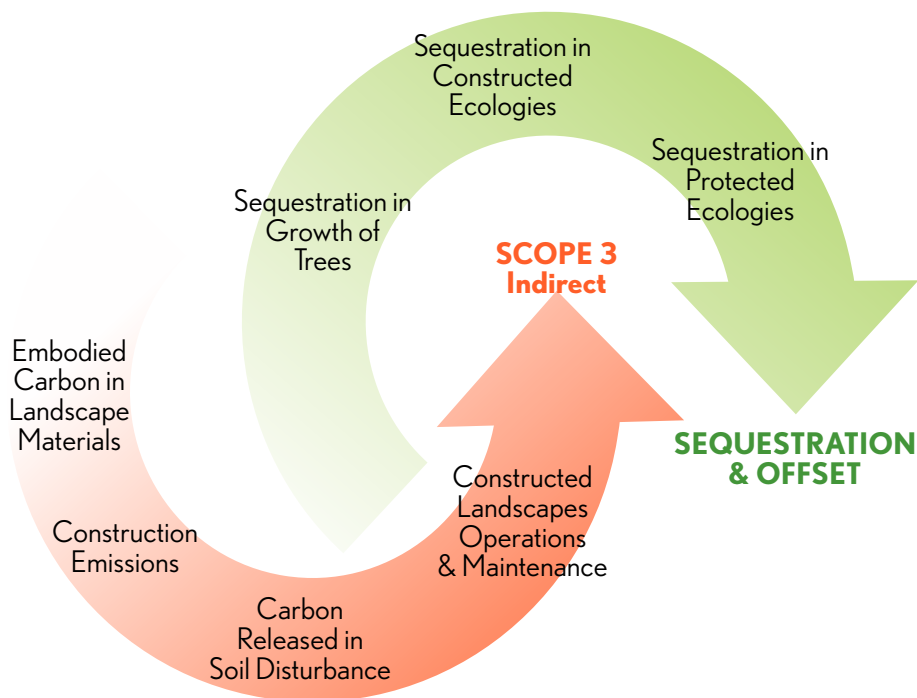 Sequestration in
Constructed
Ecologies
Sequestration in
Protected
Ecologies
Sequestration in
Growth of
Trees
SCOPE 3
Indirect
Embodied
Carbon in
Landscape
Materials
SEQUESTRATION
& OFFSET
Constructed
Landscapes
Operations
& Maintenance
Construction
Emissions
Carbon
Released in
Soil Disturbance